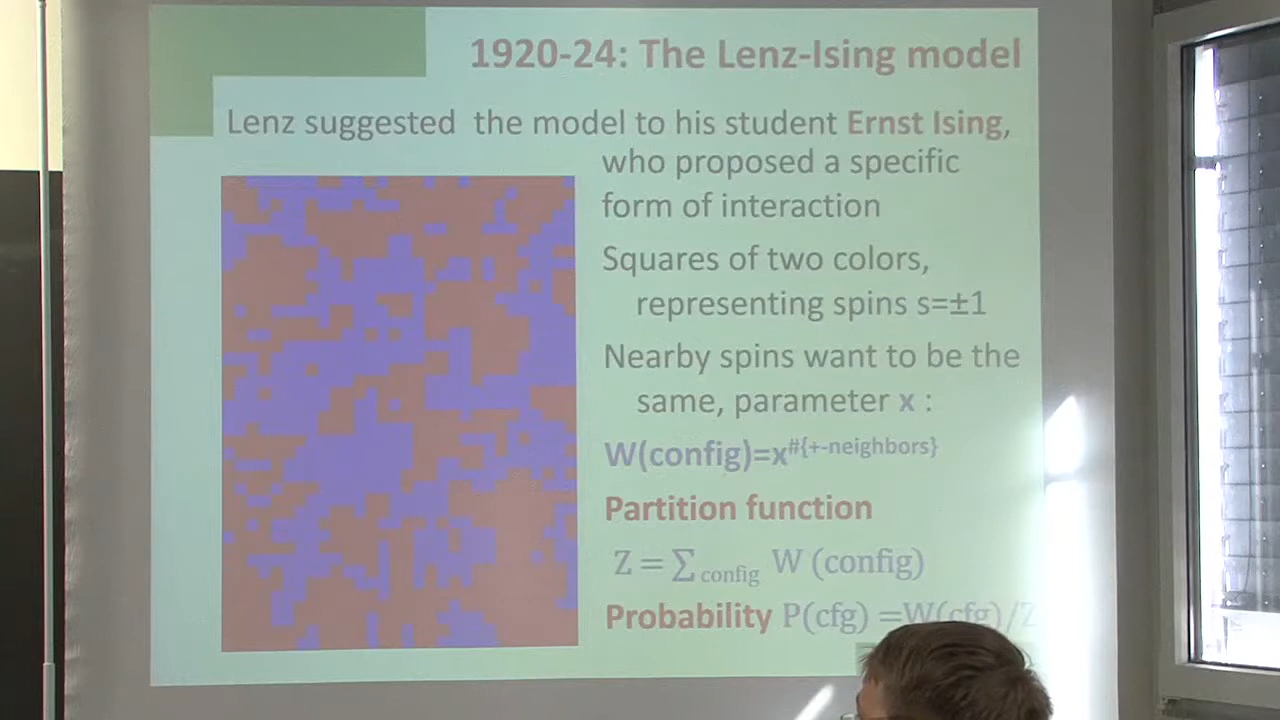 1920-24: The Lenz-Ising model
Lenz suggested the model to his student Ernst Ising,
who proposed a specific
form of interaction
Squares of two colors,
representing spins s=±1
Nearby spins want to be the
same, parameter x :
W(config)=x^#{+-neighbors}
Partition function
Z = ∑ config W (config)
Probability P(cfg) =W(cfg)/Z